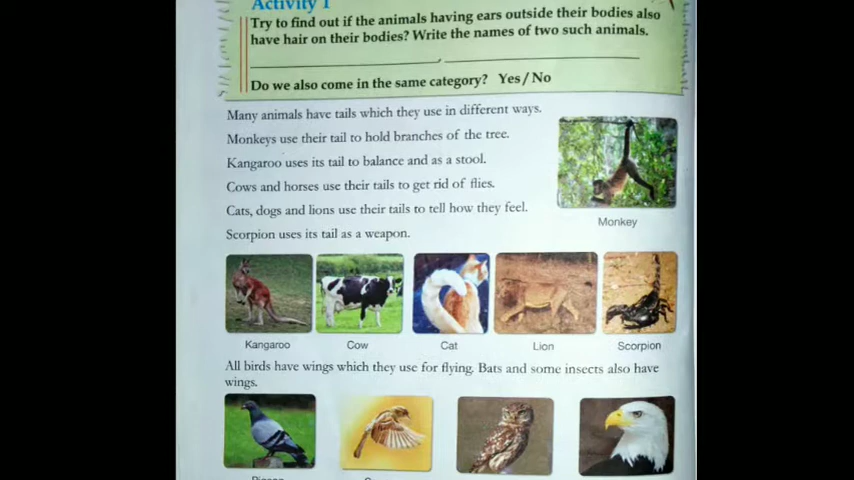 Activity 1
Try to find out if the animals having ears outside their bodies also
have hair on their bodies? Write the names of two such animals.
,
Do we also come in the same category? Yes / No
Many animals have tails which they use in different ways.
Monkeys use their tail to hold branches of the tree.
Kangaroo uses its tail to balance and as a stool.
Cows and horses use their tails to get rid of flies.
Cats, dogs and lions use their tails to tell how they feel.
Scorpion uses its tail as a weapon.
Monkey
Kangaroo Cow Cat Lion Scorpion
All birds have wings which they use for flying. Bats and some insects also have
wings.